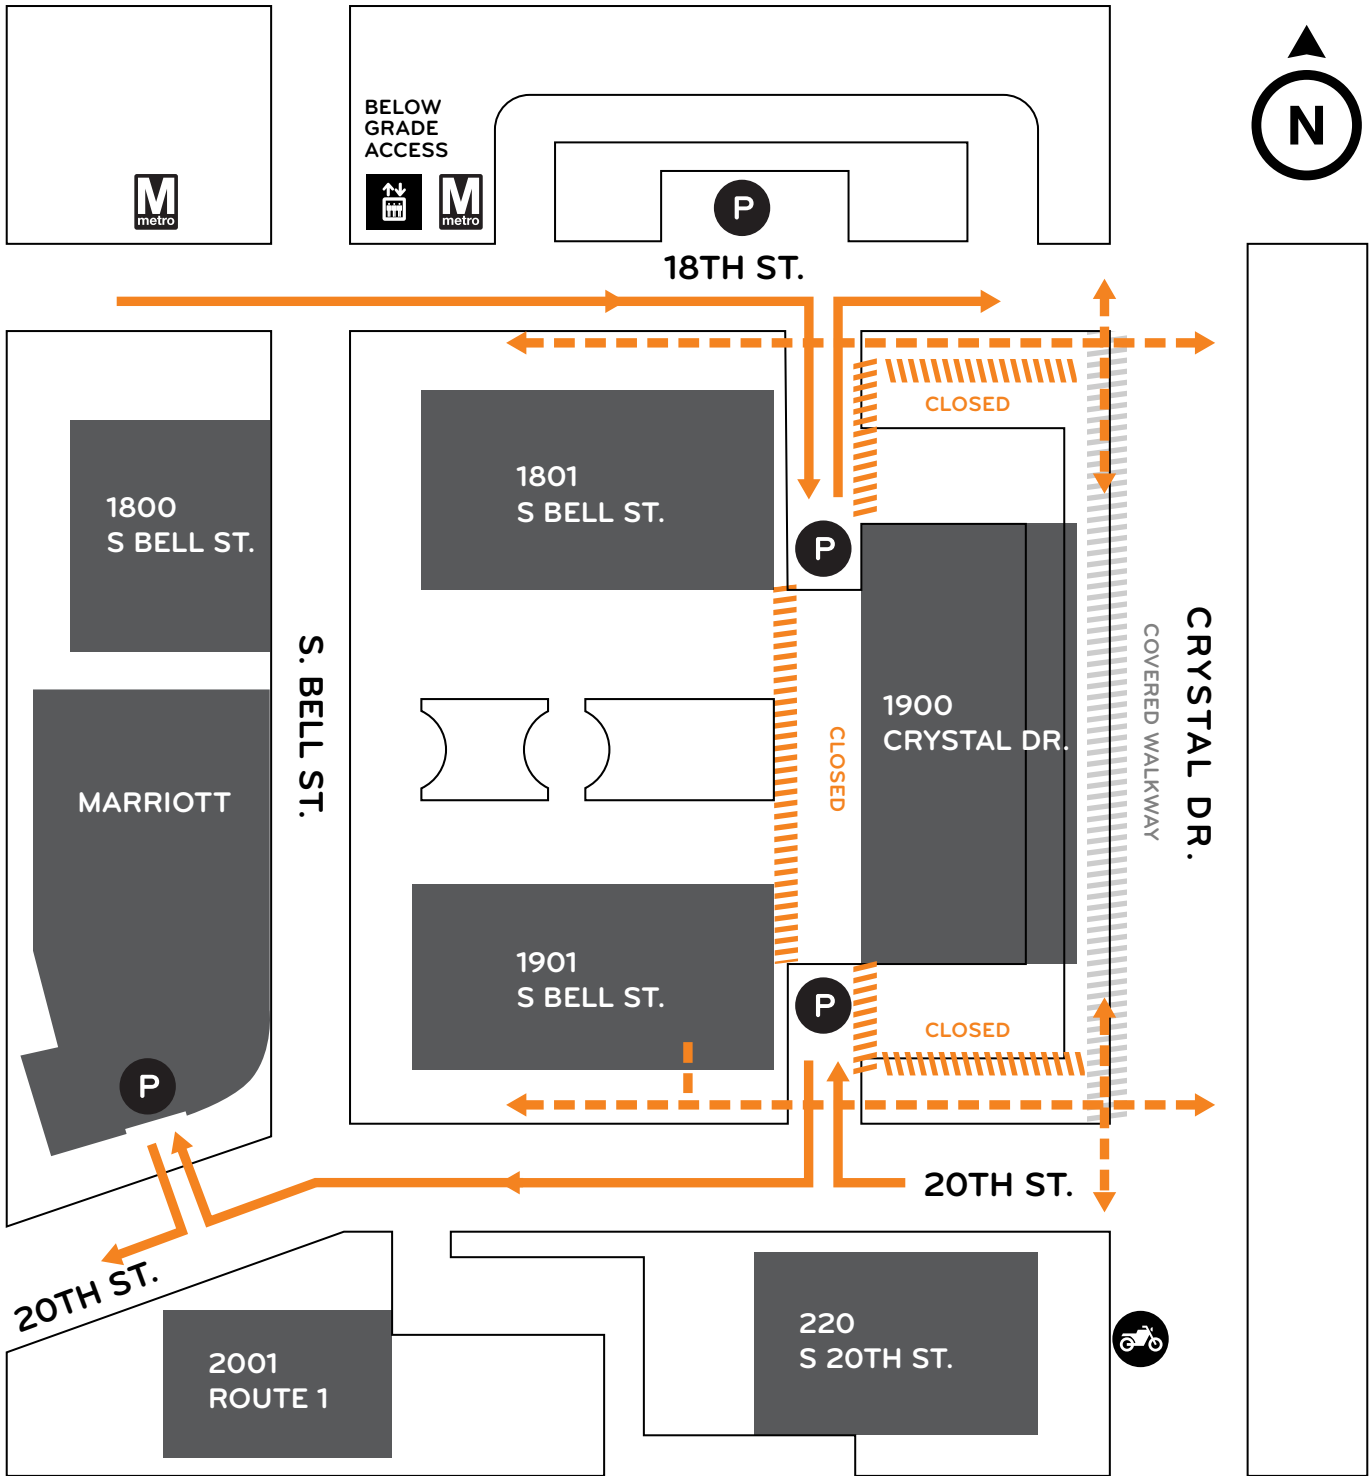 BELOW
GRADE
ACCESS
M
metro
M
metro
P
N
18TH ST.
CLOSED
1801
S BELL ST.
1800
S BELL ST.
P
S. BELL ST.
MARRIOTT
CLOSED
1900
CRYSTAL DR.
COVERED WALKWAY
CRYSTAL DR.
1901
S BELL ST.
P
CLOSED
P
20TH ST.
20TH ST.
220
S 20TH ST.
2001
ROUTE 1